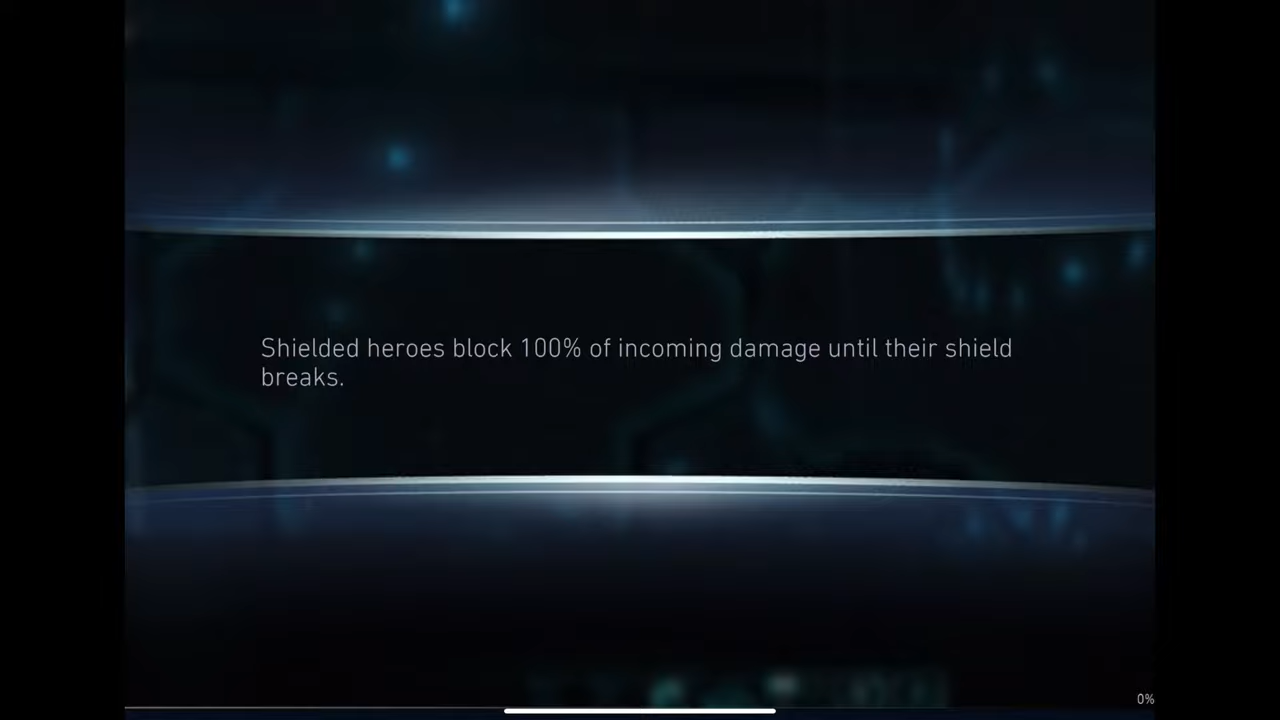 Shielded heroes block 100% of incoming damage until their shield
breaks.
0%